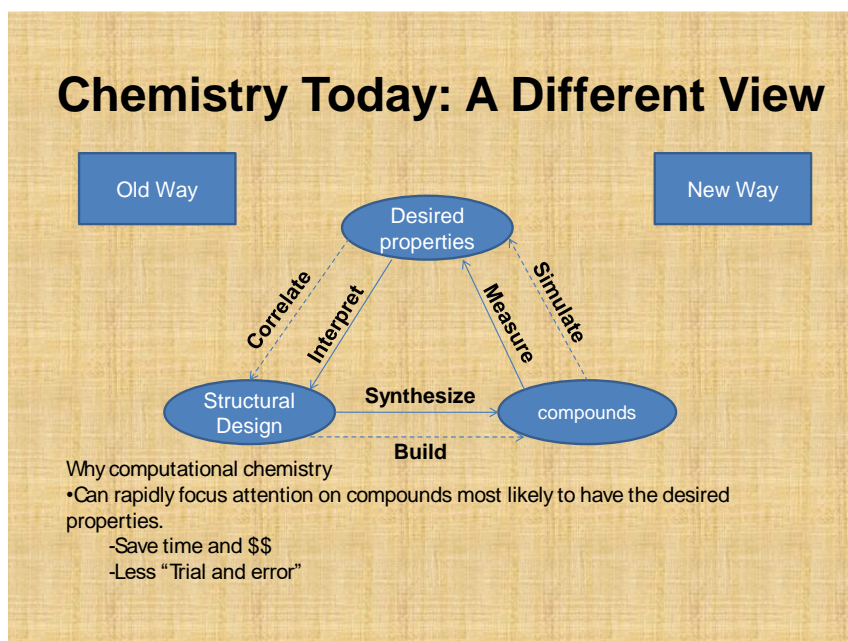 Chemistry Today: A Different View
Old Way
New Way
Desired
properties
Correlate
Interpret
Measure
Simulate
Structural
Design
Synthesize
compounds
Build
Why computational chemistry
•Can rapidly focus attention on compounds most likely to have the desired
properties.
-Save time and $$
-Less “Trial and error”